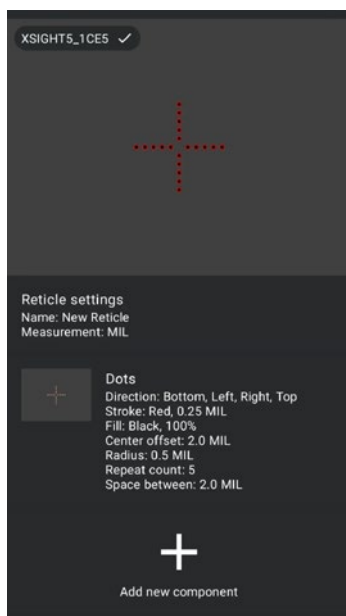 XSIGHT5_1CE5
Reticle settings
Name: New Reticle
Measurement: MIL
Dots
Direction: Bottom, Left, Right, Top
Stroke: Red, 0.25 MIL
Fill: Black, 100%
Center offset: 2.0 MIL
Radius: 0.5 MIL
Repeat count: 5
Space between: 2.0 MIL
Add new component